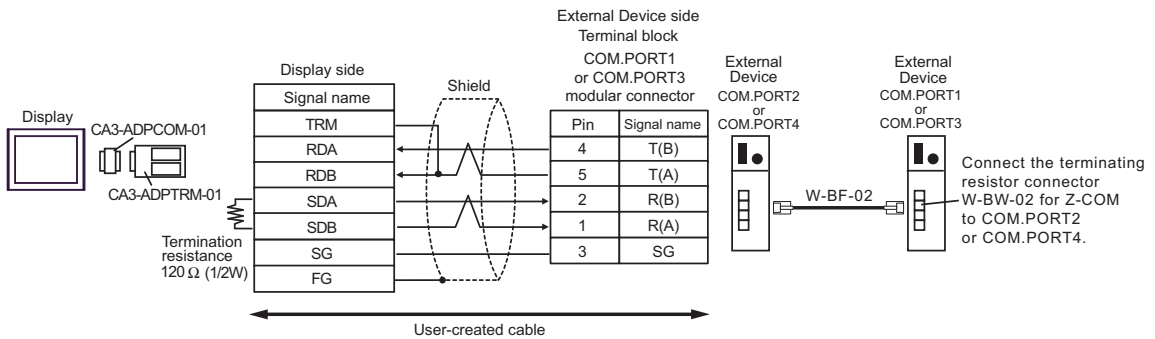 Display
CA3-ADPCOM-01
CA3-ADPTRM-01
Display side
Signal name
TRM
RDA
RDB
SDA
SDB
SG
FG
Termination
resistance
120 Ω (1/2W)
Shield
External Device side
Terminal block
COM.PORT1
or COM.PORT3
modular connector
Pin Signal name
4 T(B)
5 T(A)
2 R(B)
1 R(A)
3 SG
User-created cable
External
Device
COM.PORT2
or
COM.PORT4
W-BF-02
External
Device
COM.PORT1
or
COM.PORT3
Connect the terminating
resistor connector
W-BW-02 for Z-COM
to COM.PORT2
or COM.PORT4.